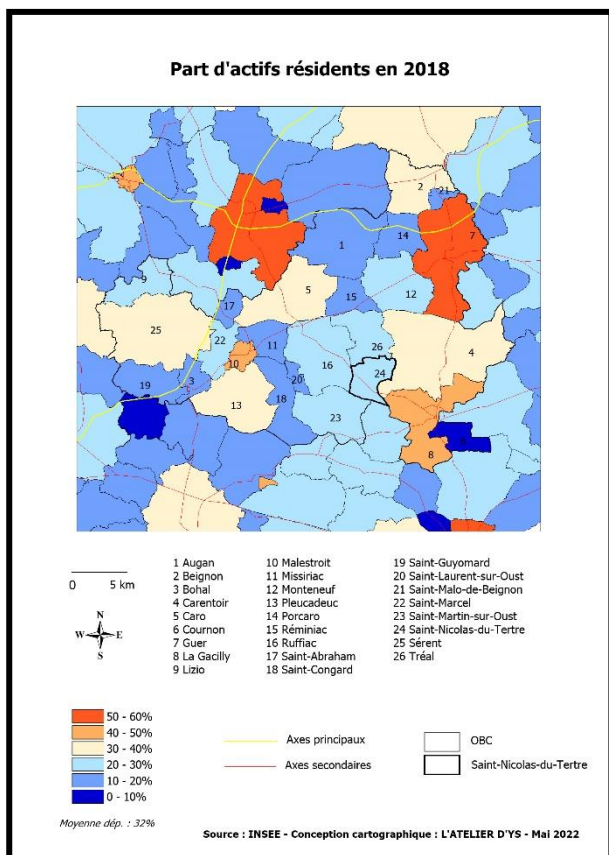 Part d'actifs résidents en 2018
2
21
1
14
7
9
5
15
12
17
25
22
26
4
11
10
16
24
20
19
3
13
18
23
8
0 5 km
N
W E
S
1 Augan
2 Beignon
3 Bohal
4 Carentoir
5 Caro
6 Cournon
7 Guer
8 La Gacilly
9 Lizio
10 Malestroit
11 Missiriac
12 Monteneuf
13 Pleucadeuc
14 Porcaro
15 Réminiac
16 Ruffiac
17 Saint-Abraham
18 Saint-Congard
19 Saint-Guyomard
20 Saint-Laurent-sur-Oust
21 Saint-Malo-de-Beignon
22 Saint-Marcel
23 Saint-Martin-sur-Oust
24 Saint-Nicolas-du-Tertre
25 Sérent
26 Tréal
50 - 60%
40 - 50%
30 - 40%
20 - 30%
10 - 20%
0 - 10%
Axes principaux
Axes secondaires
OBC
Saint-Nicolas-du-Tertre
Moyenne dép. : 32%
Source : INSEE - Conception cartographique : L'ATELIER D'YS - Mai 2022